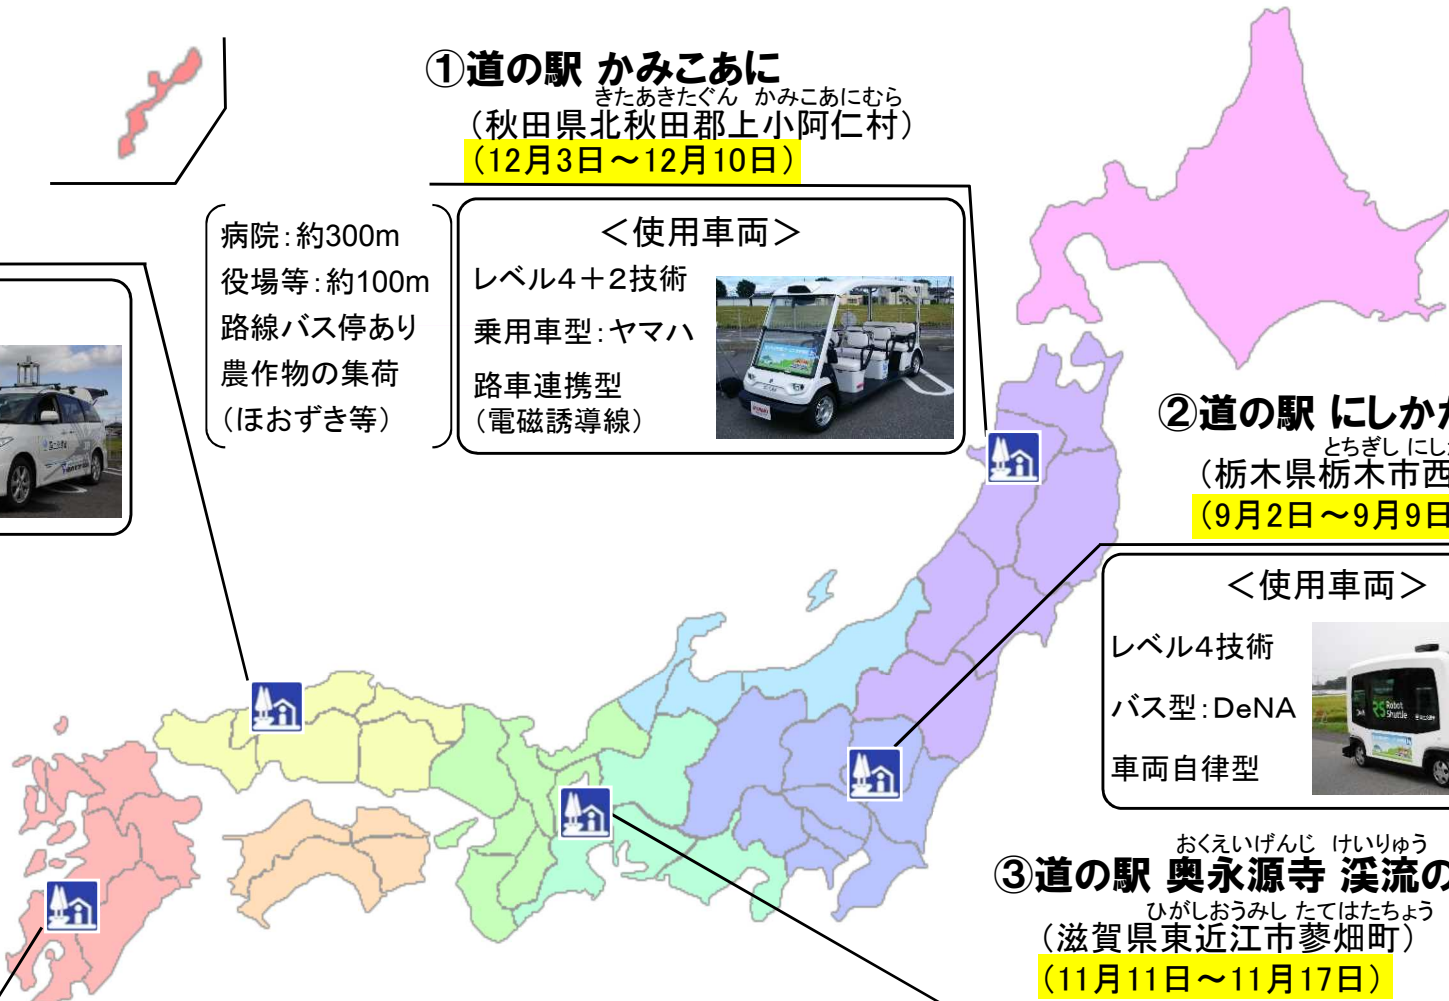 ①道の駅 かみこあに
きたあきたぐん かみこあにむら
（秋田県北秋田郡上小阿仁村）
（12月3日～12月10日）
病院：約300m
役場等：約100m
路線バス停あり
農作物の集荷
（ほおずき等）
＜使用車両＞
レベル4＋2技術
乗用車型：ヤマハ
路車連携型
（電磁誘導線）
②道の駅 にしか
とちぎし にし
（栃木県栃木市西
（9月2日～9月9日
＜使用車両＞
レベル4技術
バス型：DeNA
車両自律型
Robot
Shuttle
おくえいげんじ けいりゅう
③道の駅 奥永源寺 渓流の
ひがしおうみし たてはたちょう
（滋賀県東近江市蓼畑町）
（11月11日～11月17日）